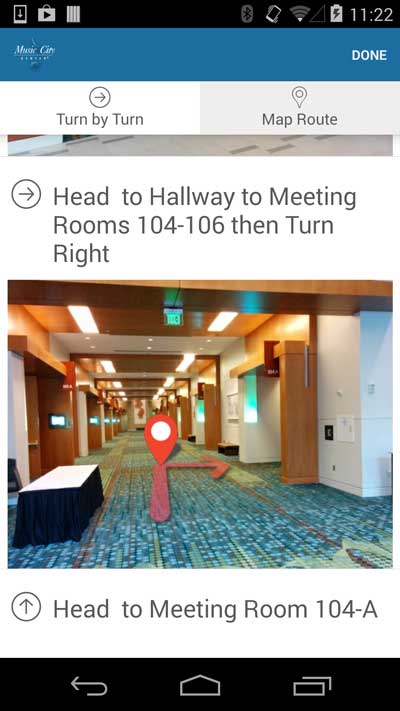 11:22
Music City
CENTER
DONE
Turn by Turn
Map Route
Head  to Hallway to Meeting
Rooms 104-106 then Turn
Right
Head  to Meeting Room 104-A